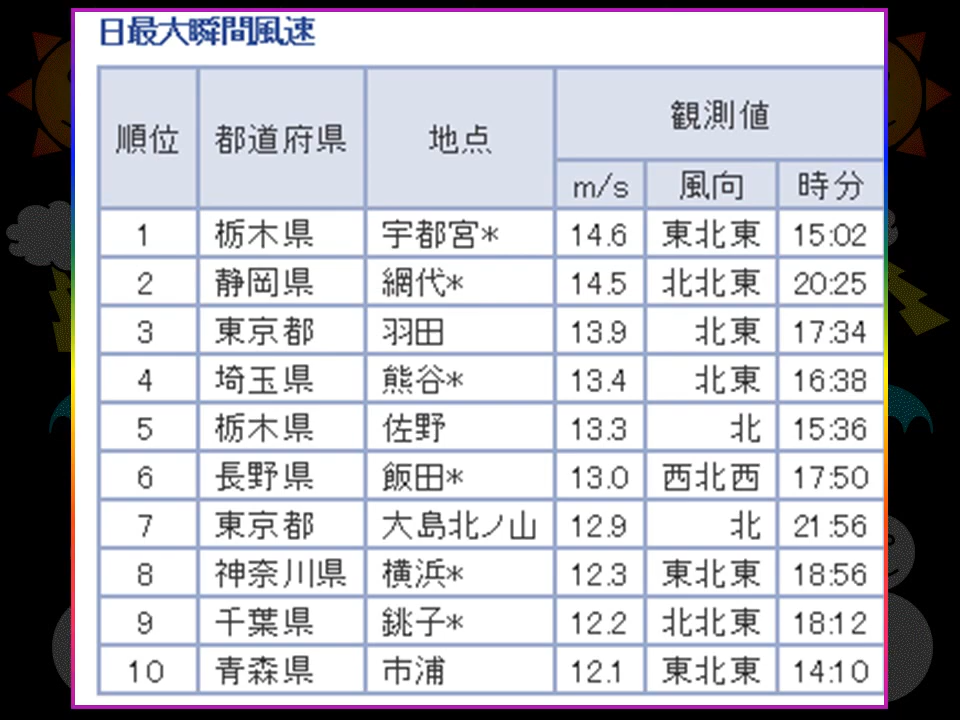 日最大瞬間風速
順位 都道府県 地点 観測値
m/s 風向 時分
1 栃木県 宇都宮* 14.6 東北東 15:02
2 静岡県 網代* 14.5 北北東 20:25
3 東京都 羽田 13.9 北東 17:34
4 埼玉県 熊谷* 13.4 北東 16:38
5 栃木県 佐野 13.3 北 15:36
6 長野県 飯田* 13.0 西北西 17:50
7 東京都 大島北ノ山 12.9 北 21:56
8 神奈川県 横浜* 12.3 東北東 18:56
9 千葉県 銚子* 12.2 北北東 18:12
10 青森県 市浦 12.1 東北東 14:10